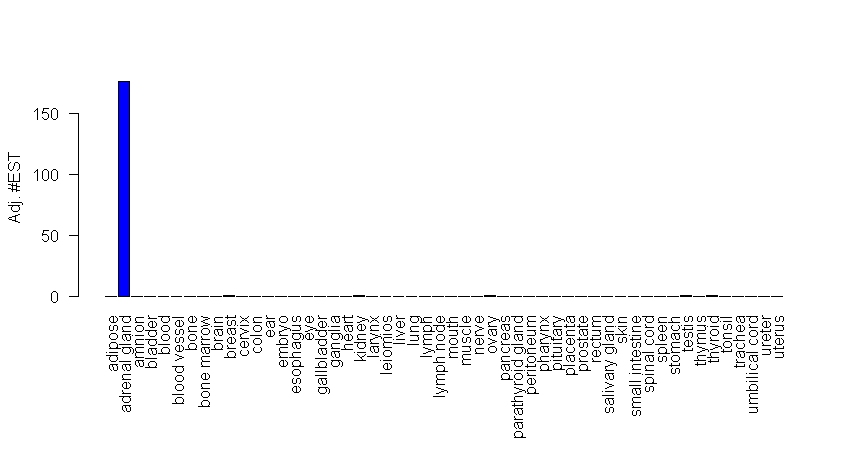 Adj. #EST
150
100
50
0
adipose
adrenal gland
amnion
bladder
blood
blood vessel
bone
bone marrow
brain
breast
cervix
colon
ear
embryo
esophagus
eye
gallbladder
ganglia
heart
kidney
larynx
leiomios
liver
lung
lymph
lymph node
mouth
muscle
nerve
ovary
pancreas
parathyroid gland
peritoneum
pharynx
pituitary
placenta
prostate
rectum
salivary gland
skin
small intestine
spinal cord
spleen
stomach
testis
thymus
thyroid
tonsil
trachea
umbilical cord
ureter
uterus